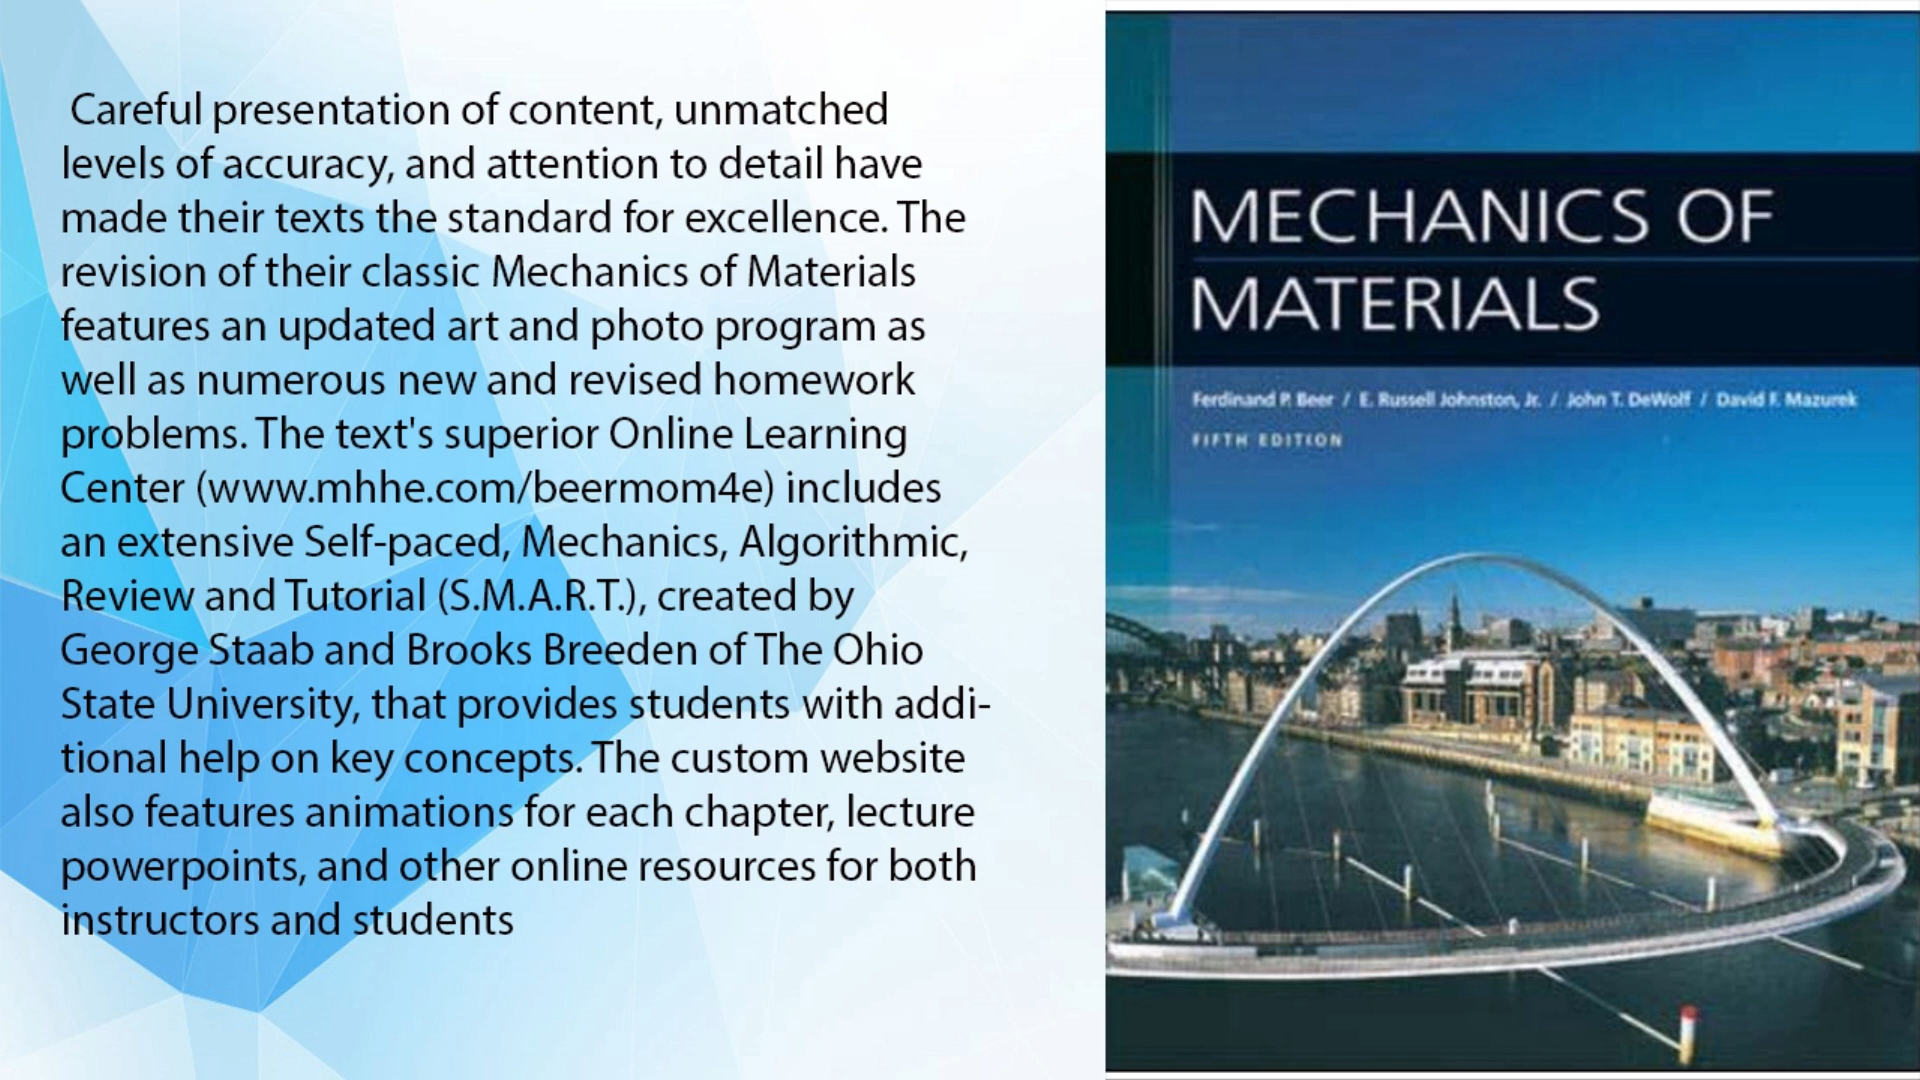 Careful presentation of content, unmatched
levels of accuracy, and attention to detail have
made their texts the standard for excellence. The
revision of their classic Mechanics of Materials
features an updated art and photo program as
well as numerous new and revised homework
problems. The text's superior Online Learning
Center (www.mhhe.com/beermom4e) includes
an extensive Self-paced, Mechanics, Algorithmic,
Review and Tutorial (S.M.A.R.T.), created by
George Staab and Brooks Breeden of The Ohio
State University, that provides students with addi-
tional help on key concepts. The custom website
also features animations for each chapter, lecture
powerpoints, and other online resources for both
instructors and students
MECHANICS OF
MATERIALS
Ferdinand P. Beer / E. Russell Johnston, Jr. / John T. DeWolf / David F. Mazurek
FIFTH EDITION